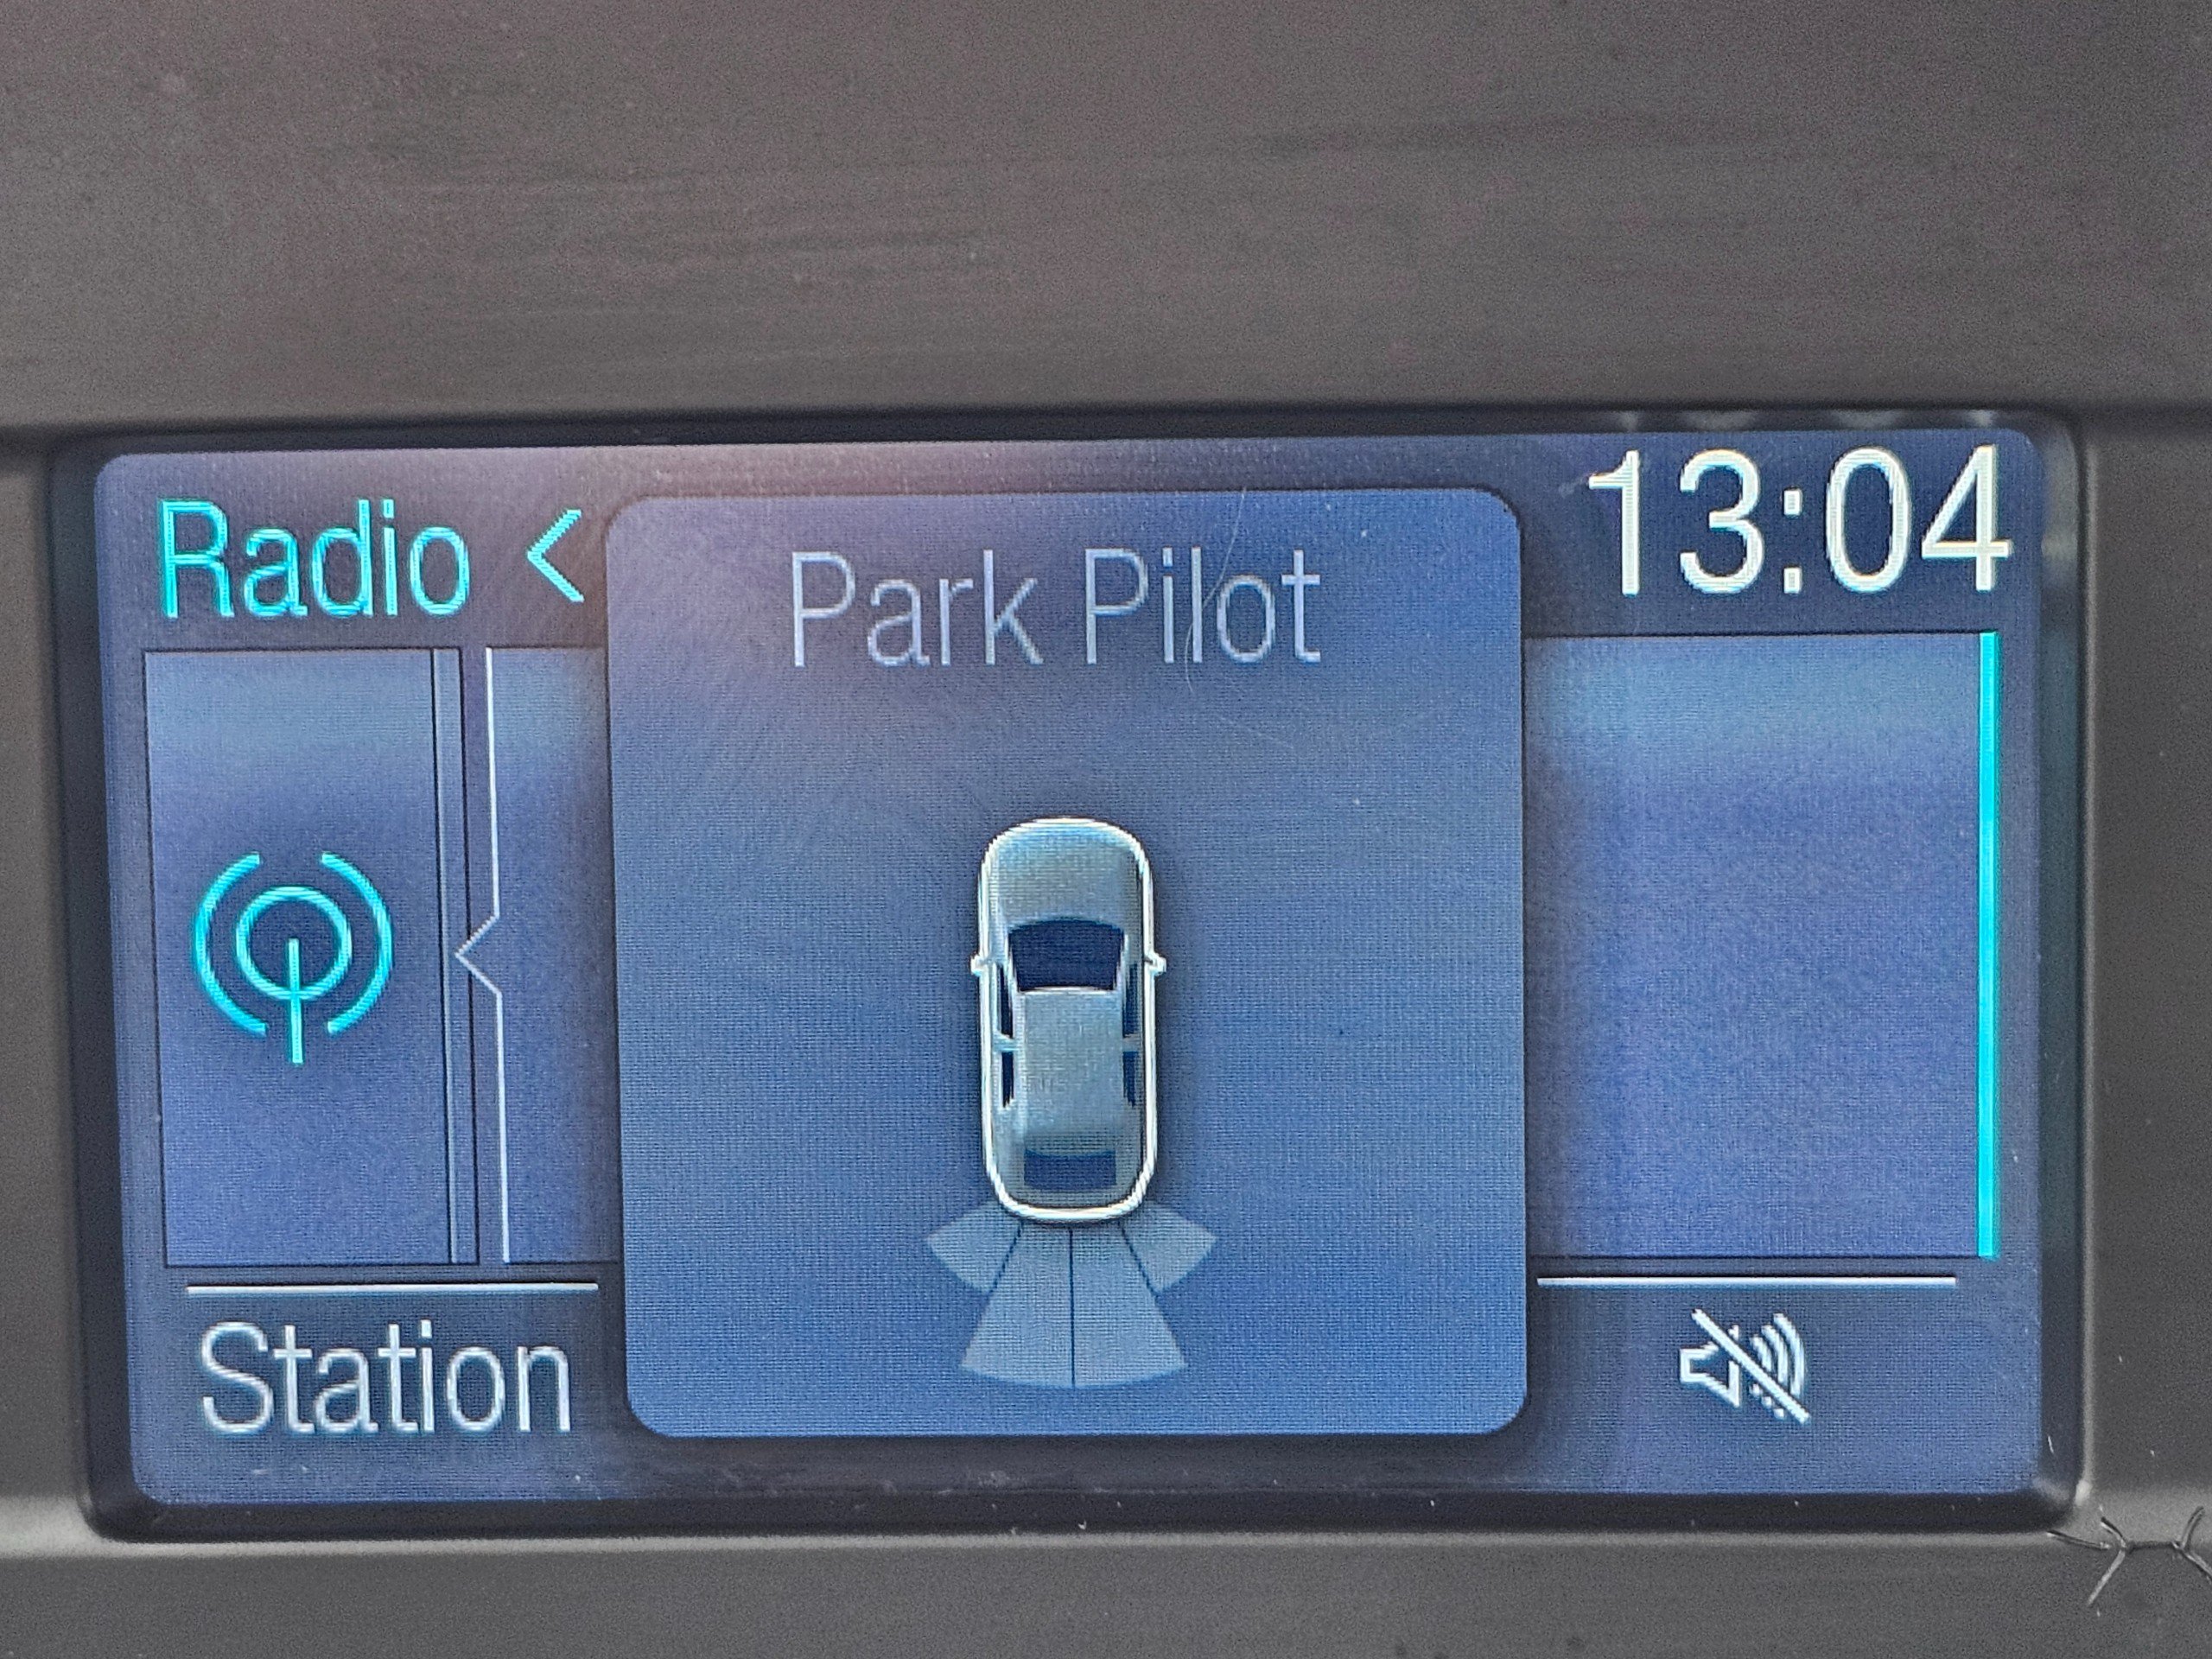 Radio <
13:04
Park Pilot
Station